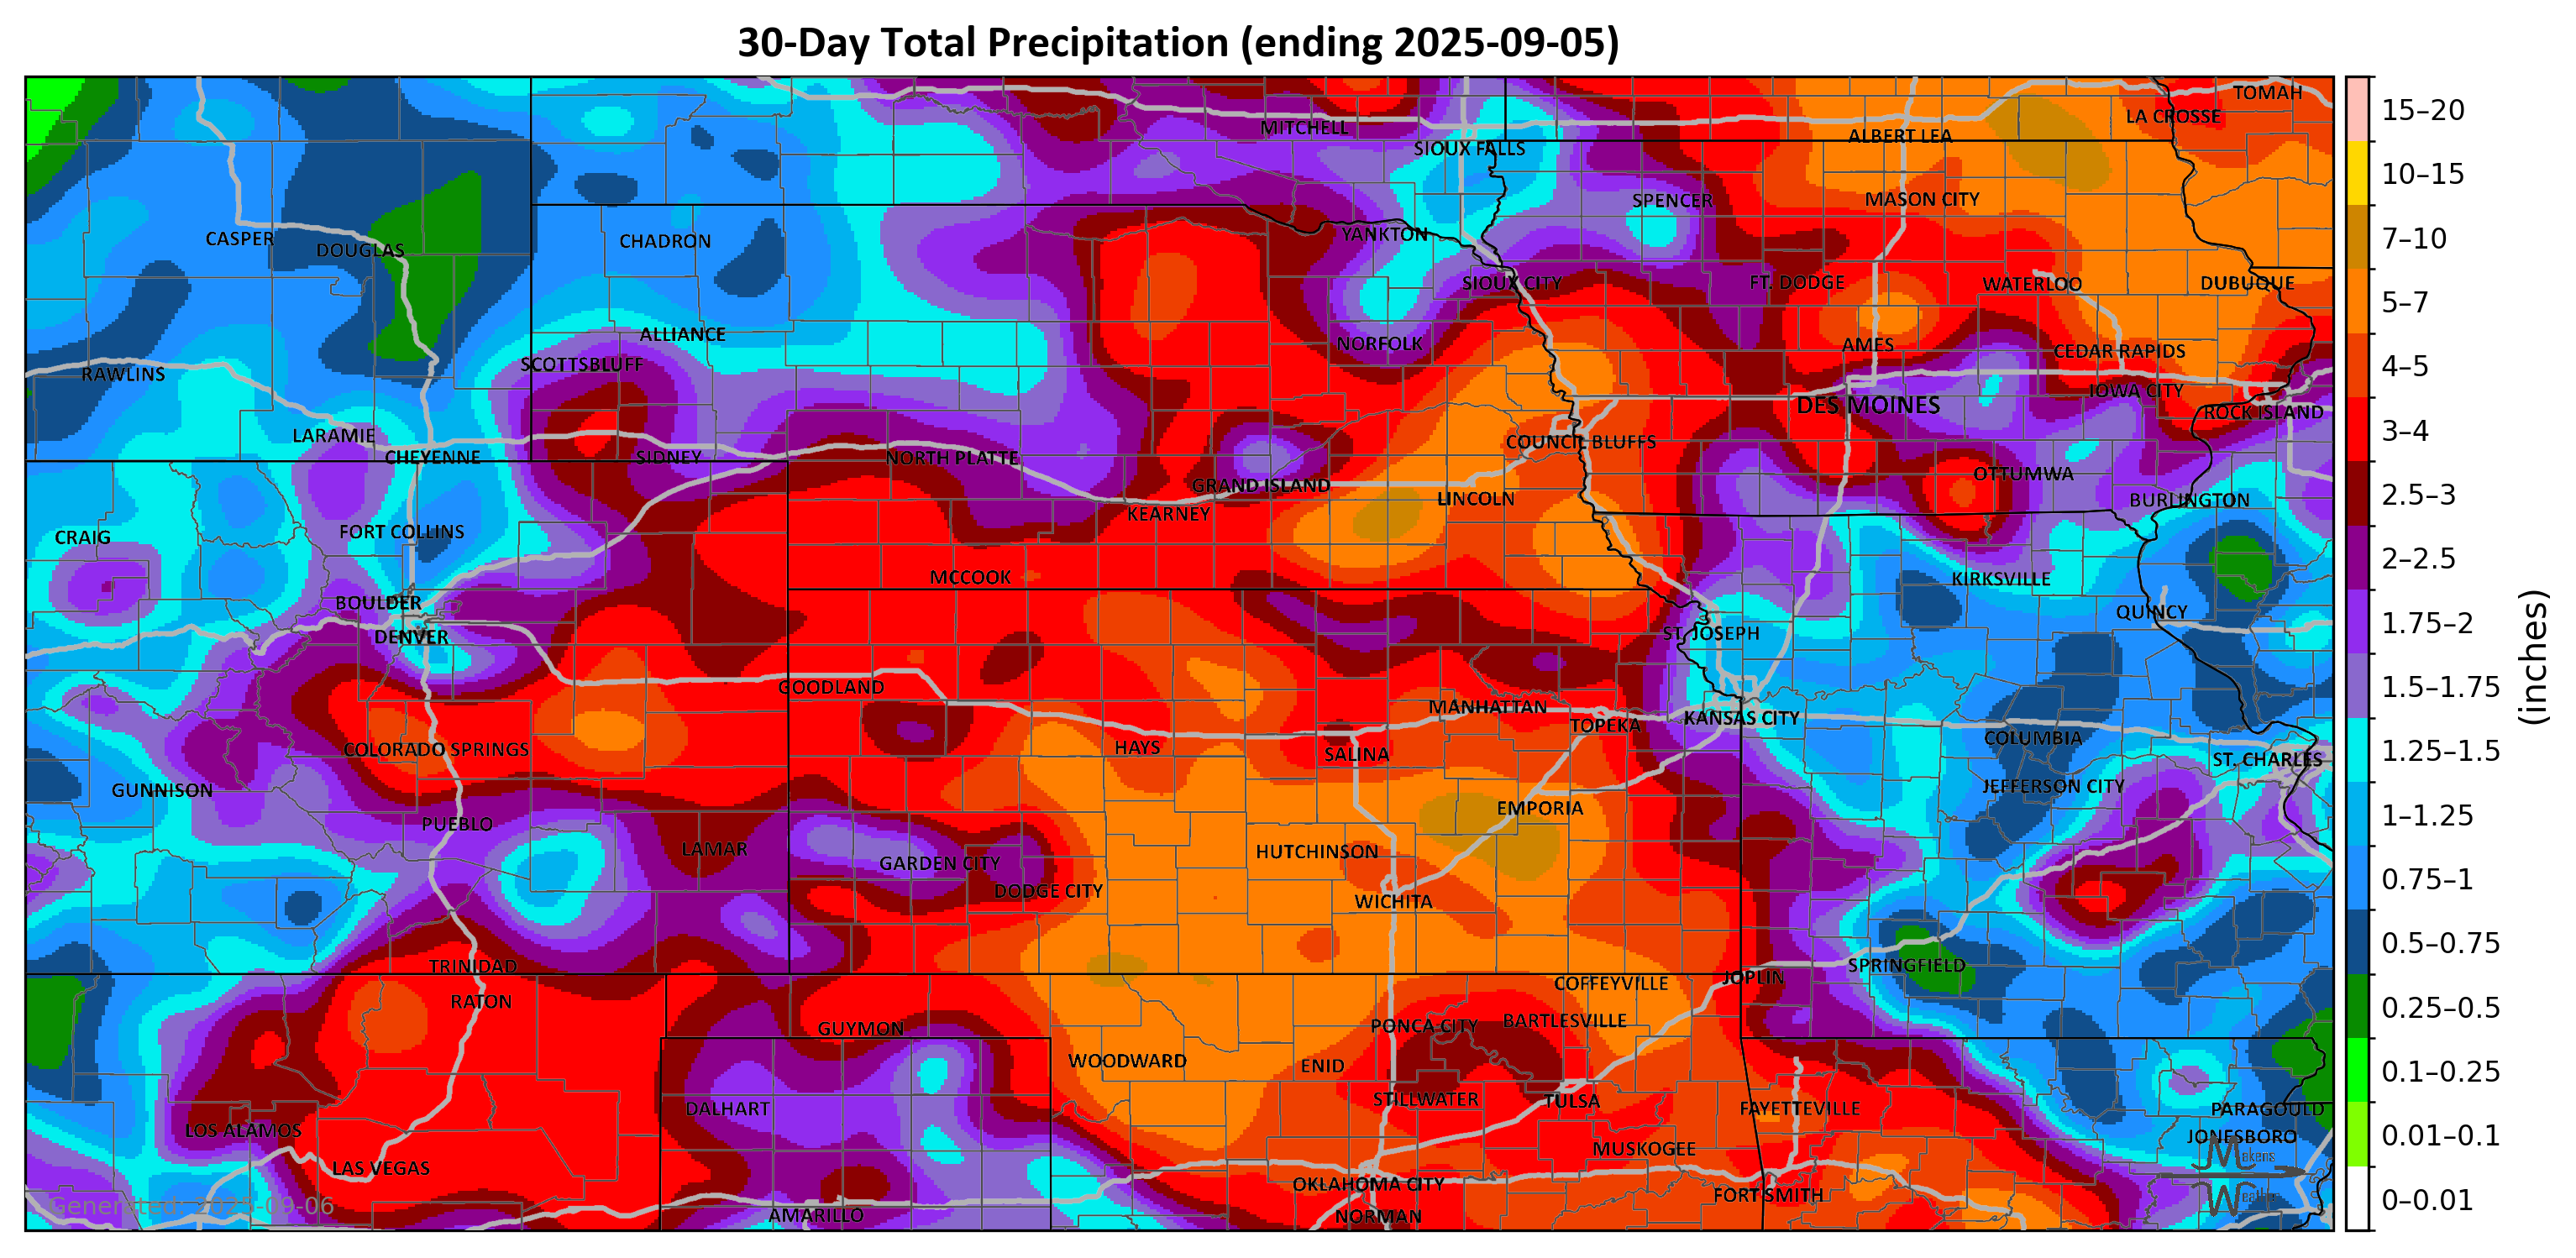 30-Day Total Precipitation (ending 2025-09-05)
TOMAH
LA CROSSE
MITCHELL
ALBERT LEA
SIOUX FALLS
SPENCER
MASON CITY
CASPER
DOUGLAS
CHADRON
YANKTON
SIOUX CITY
FT. DODGE
WATERLOO
DUBUQUE
ALLIANCE
NORFOLK
AMES
CEDAR RAPIDS
SCOTTSBLUFF
RAWLINS
IOWA CITY
DES MOINES
ROCK ISLAND
LARAMIE
COUNCIL BLUFFS
CHEYENNE
SIDNEY
NORTH PLATTE
OTTUMWA
GRAND ISLAND
LINCOLN
BURLINGTON
KEARNEY
FORT COLLINS
CRAIG
MCCOOK
KIRKSVILLE
BOULDER
QUINCY
DENVER
ST. JOSEPH
GOODLAND
MANHATTAN
KANSAS CITY
TOPEKA
COLUMBIA
COLORADO SPRINGS
HAYS
SALINA
ST. CHARLES
GUNNISON
JEFFERSON CITY
EMPORIA
PUEBLO
LAMAR
HUTCHINSON
GARDEN CITY
DODGE CITY
WICHITA
TRINIDAD
SPRINGFIELD
JOPLIN
COFFEYVILLE
RATON
GUYMON
PONCA CITY
BARTLESVILLE
WOODWARD
ENID
STILLWATER
TULSA
DALHART
FAYETTEVILLE
PARAGOULD
LOS ALAMOS
JONESBORO
MUSKOGEE
LAS VEGAS
OKLAHOMA CITY
FORT SMITH
AMARILLO
NORMAN
Generated: 2025-09-06
Makens
Weather
15–20
10–15
7–10
5–7
4–5
3–4
2.5–3
2–2.5
1.75–2
1.5–1.75
1.25–1.5
1–1.25
0.75–1
0.5–0.75
0.25–0.5
0.1–0.25
0.01–0.1
0–0.01
(inches)